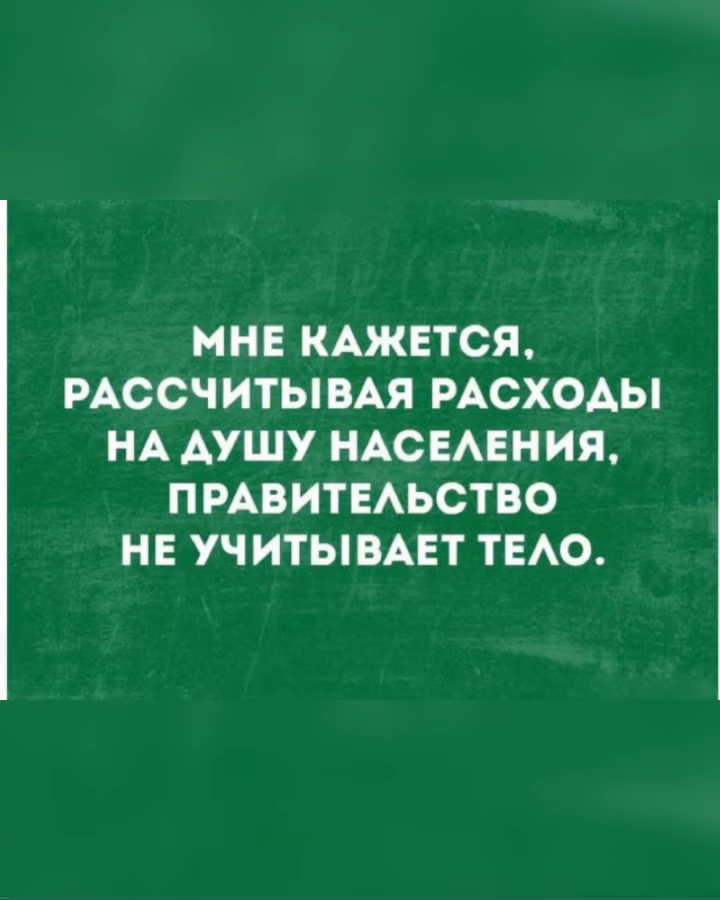 МНЕ КАЖЕТСЯ,
РАССЧИТЫВАЯ РАСХОДЫ
НА ДУШУ НАСЕЛЕНИЯ,
ПРАВИТЕЛЬСТВО
НЕ УЧИТЫВАЕТ ТЕЛО.